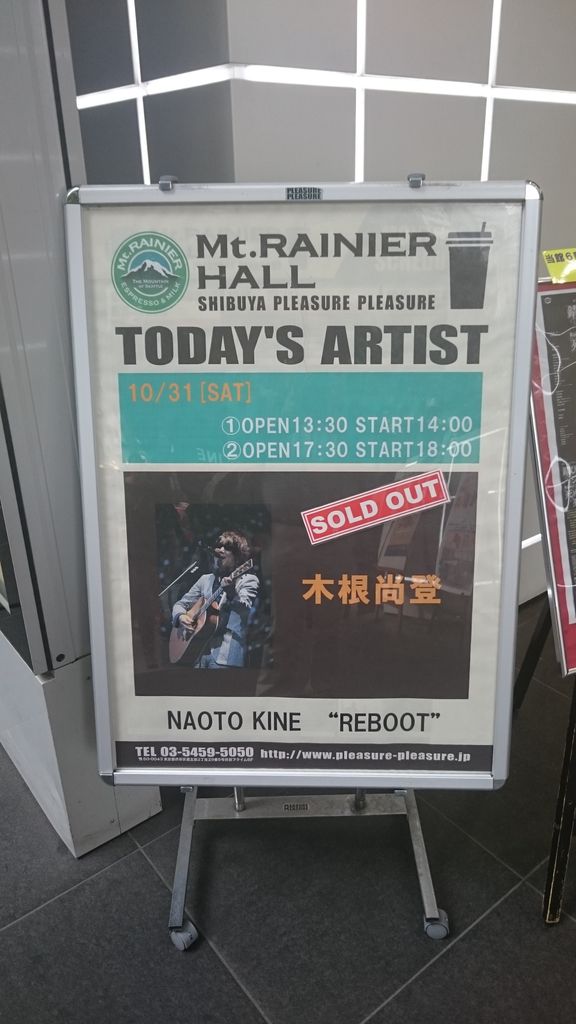 PLEASURE
PLEASURE
Mt.RAINIER
THE MOUNTAIN
OF SEATTLE
ESPRESSO & MILK
Mt.RAINIER
HALL
SHIBUYA PLEASURE PLEASURE
TODAY'S ARTIST
10/31 [SAT]
①OPEN13:30 START14:00
②OPEN17:30 START18:00
SOLD OUT
木根尚登
NAOTO KINE “REBOOT”
TEL 03-5459-5050 http://www.pleasure-pleasure.jp